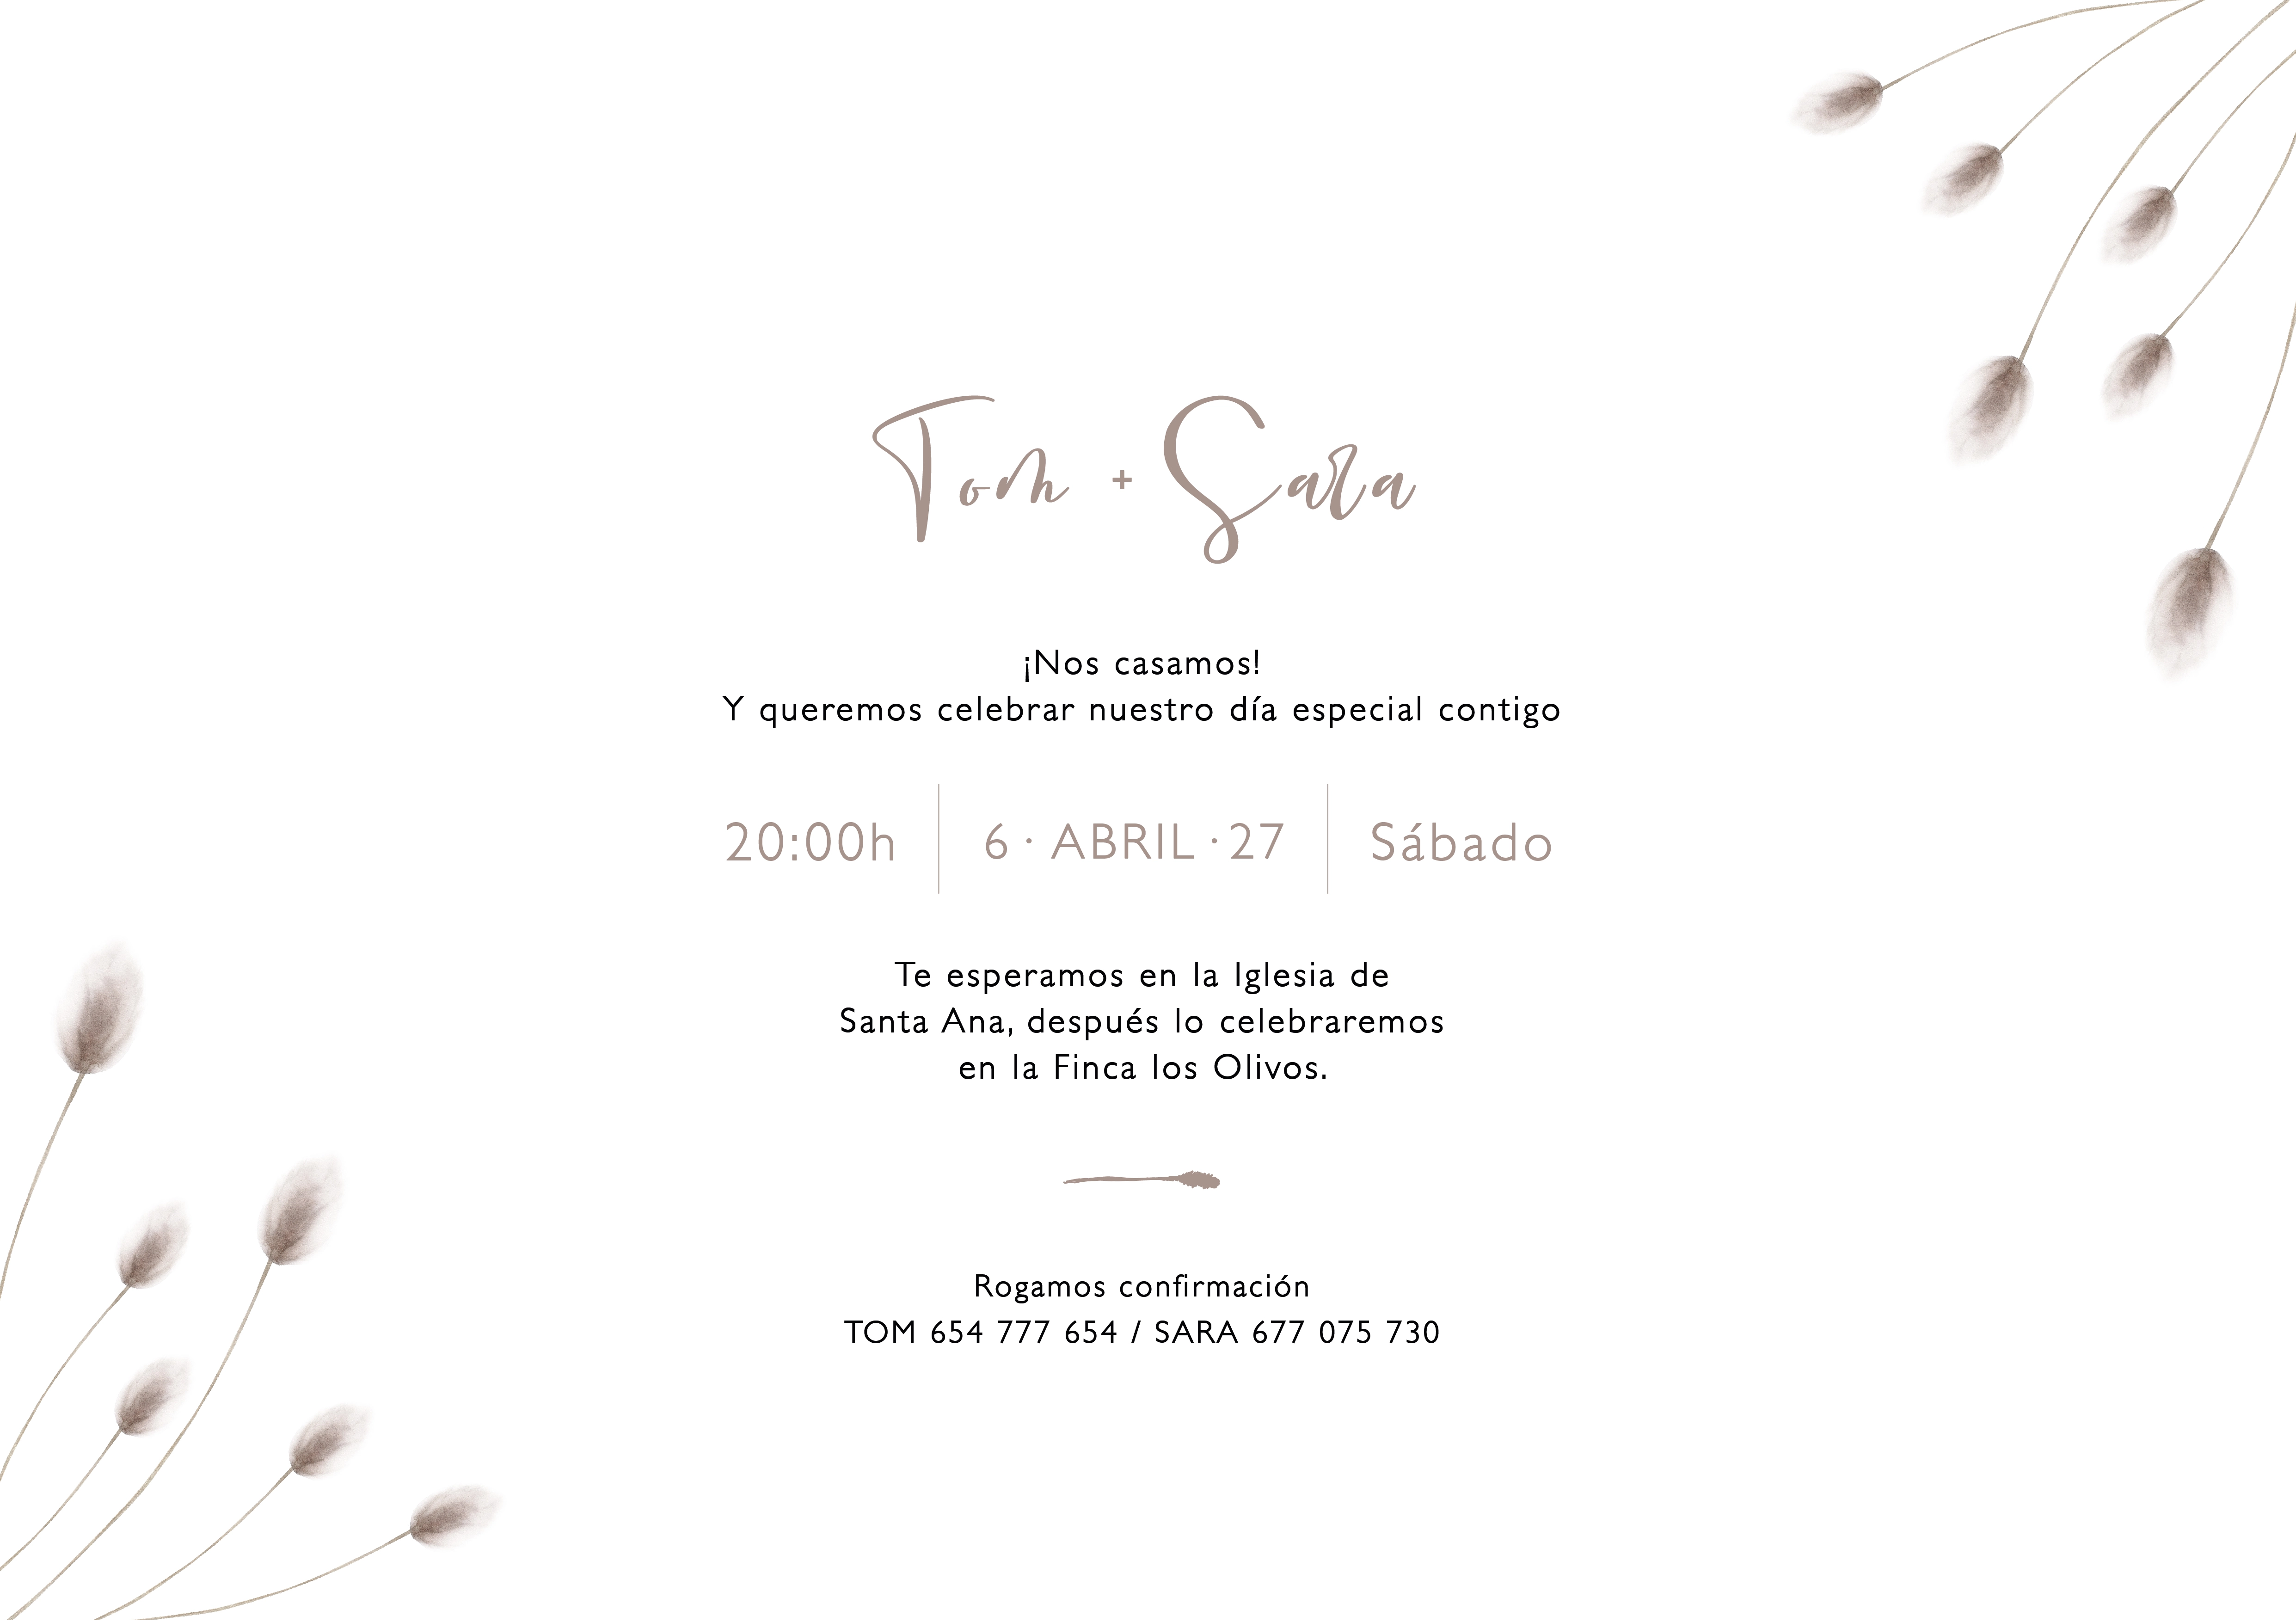 Tom + Sara
¡Nos casamos!
Y queremos celebrar nuestro día especial contigo
20:00h 6 · ABRIL · 27 Sábado
Te esperamos en la Iglesia de
Santa Ana, después lo celebraremos
en la Finca los Olivos.
Rogamos confirmación
TOM 654 777 654 / SARA 677 075 730